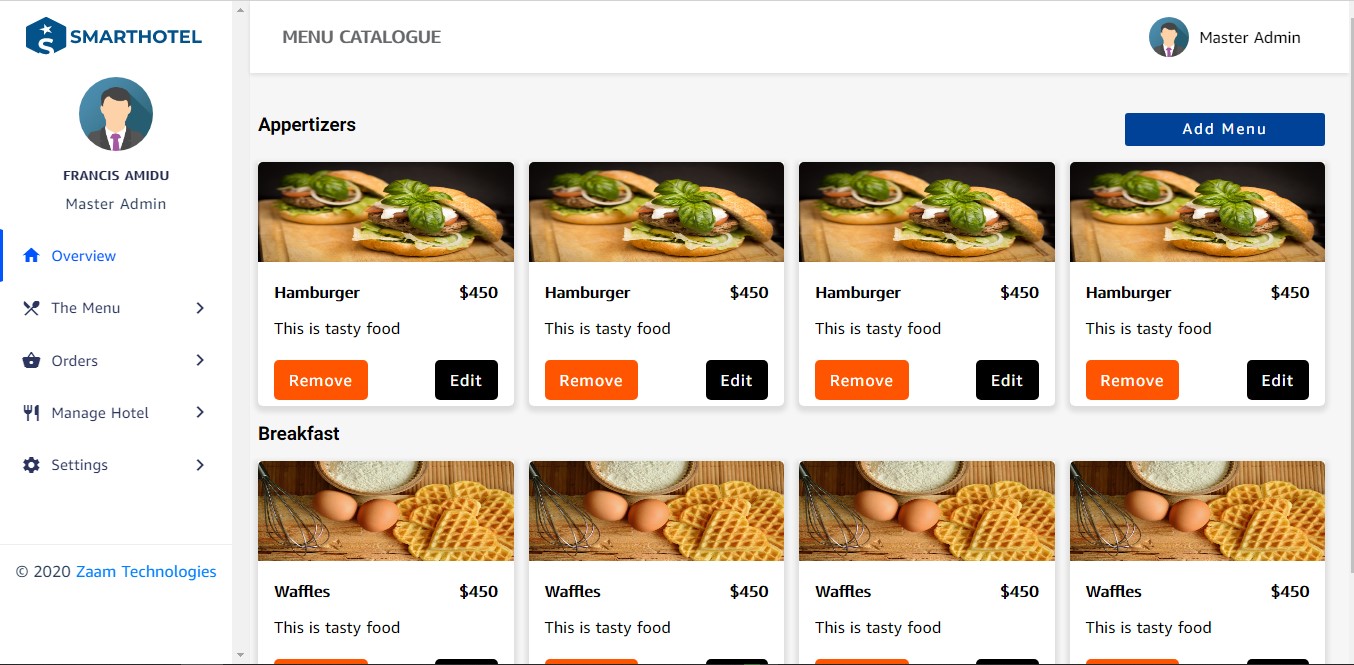 SMARTHOTEL
FRANCIS AMIDU
Master Admin
Overview
The Menu
Orders
Manage Hotel
Settings
© 2020 Zaam Technologies
MENU CATALOGUE
Master Admin
Appertizers
Add Menu
Hamburger $450 Hamburger $450 Hamburger $450 Hamburger $450
This is tasty food This is tasty food This is tasty food This is tasty food
Remove Edit Remove Edit Remove Edit Remove Edit
Breakfast
Waffles $450 Waffles $450 Waffles $450 Waffles $450
This is tasty food This is tasty food This is tasty food This is tasty food